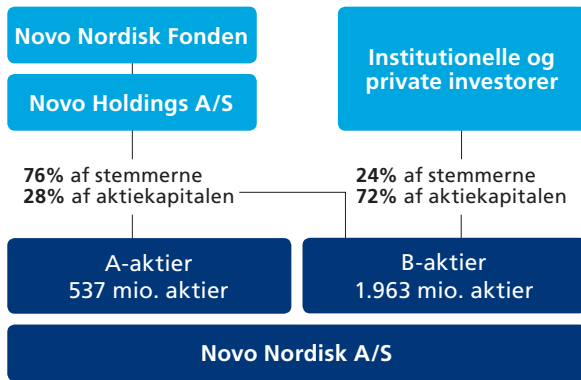 Novo Nordisk Fonden
Novo Holdings A/S
Institutionelle og
private investorer
76% af stemmerne
28% af aktiekapitalen
24% af stemmerne
72% af aktiekapitalen
A-aktier
537 mio. aktier
B-aktier
1.963 mio. aktier
Novo Nordisk A/S